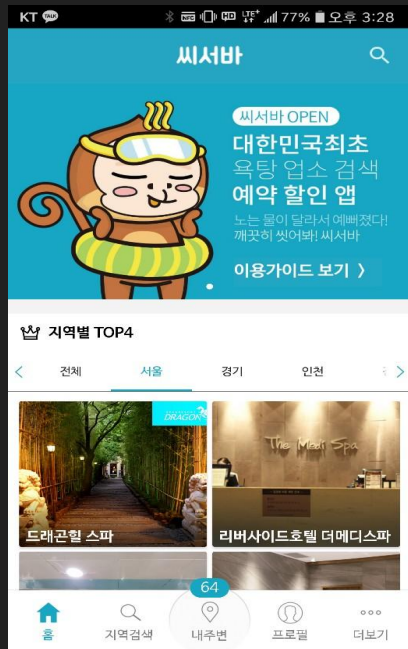 KT TALK NFC HD LTE+ 77% 오후 3:28
씨서바
씨서바 OPEN
대한민국최초
욕탕 업소 검색
예약 할인 앱
노는 물이 달라서 예뻐졌다!
깨끗히 씻어봐! 씨서바
이용가이드 보기 〉
지역별 TOP4
전체 서울 경기 인천
DRAGON
The Medi Spa
드래곤힐 스파 리버사이드호텔 더메디스파
64
홈 지역검색 내주변 프로필 더보기